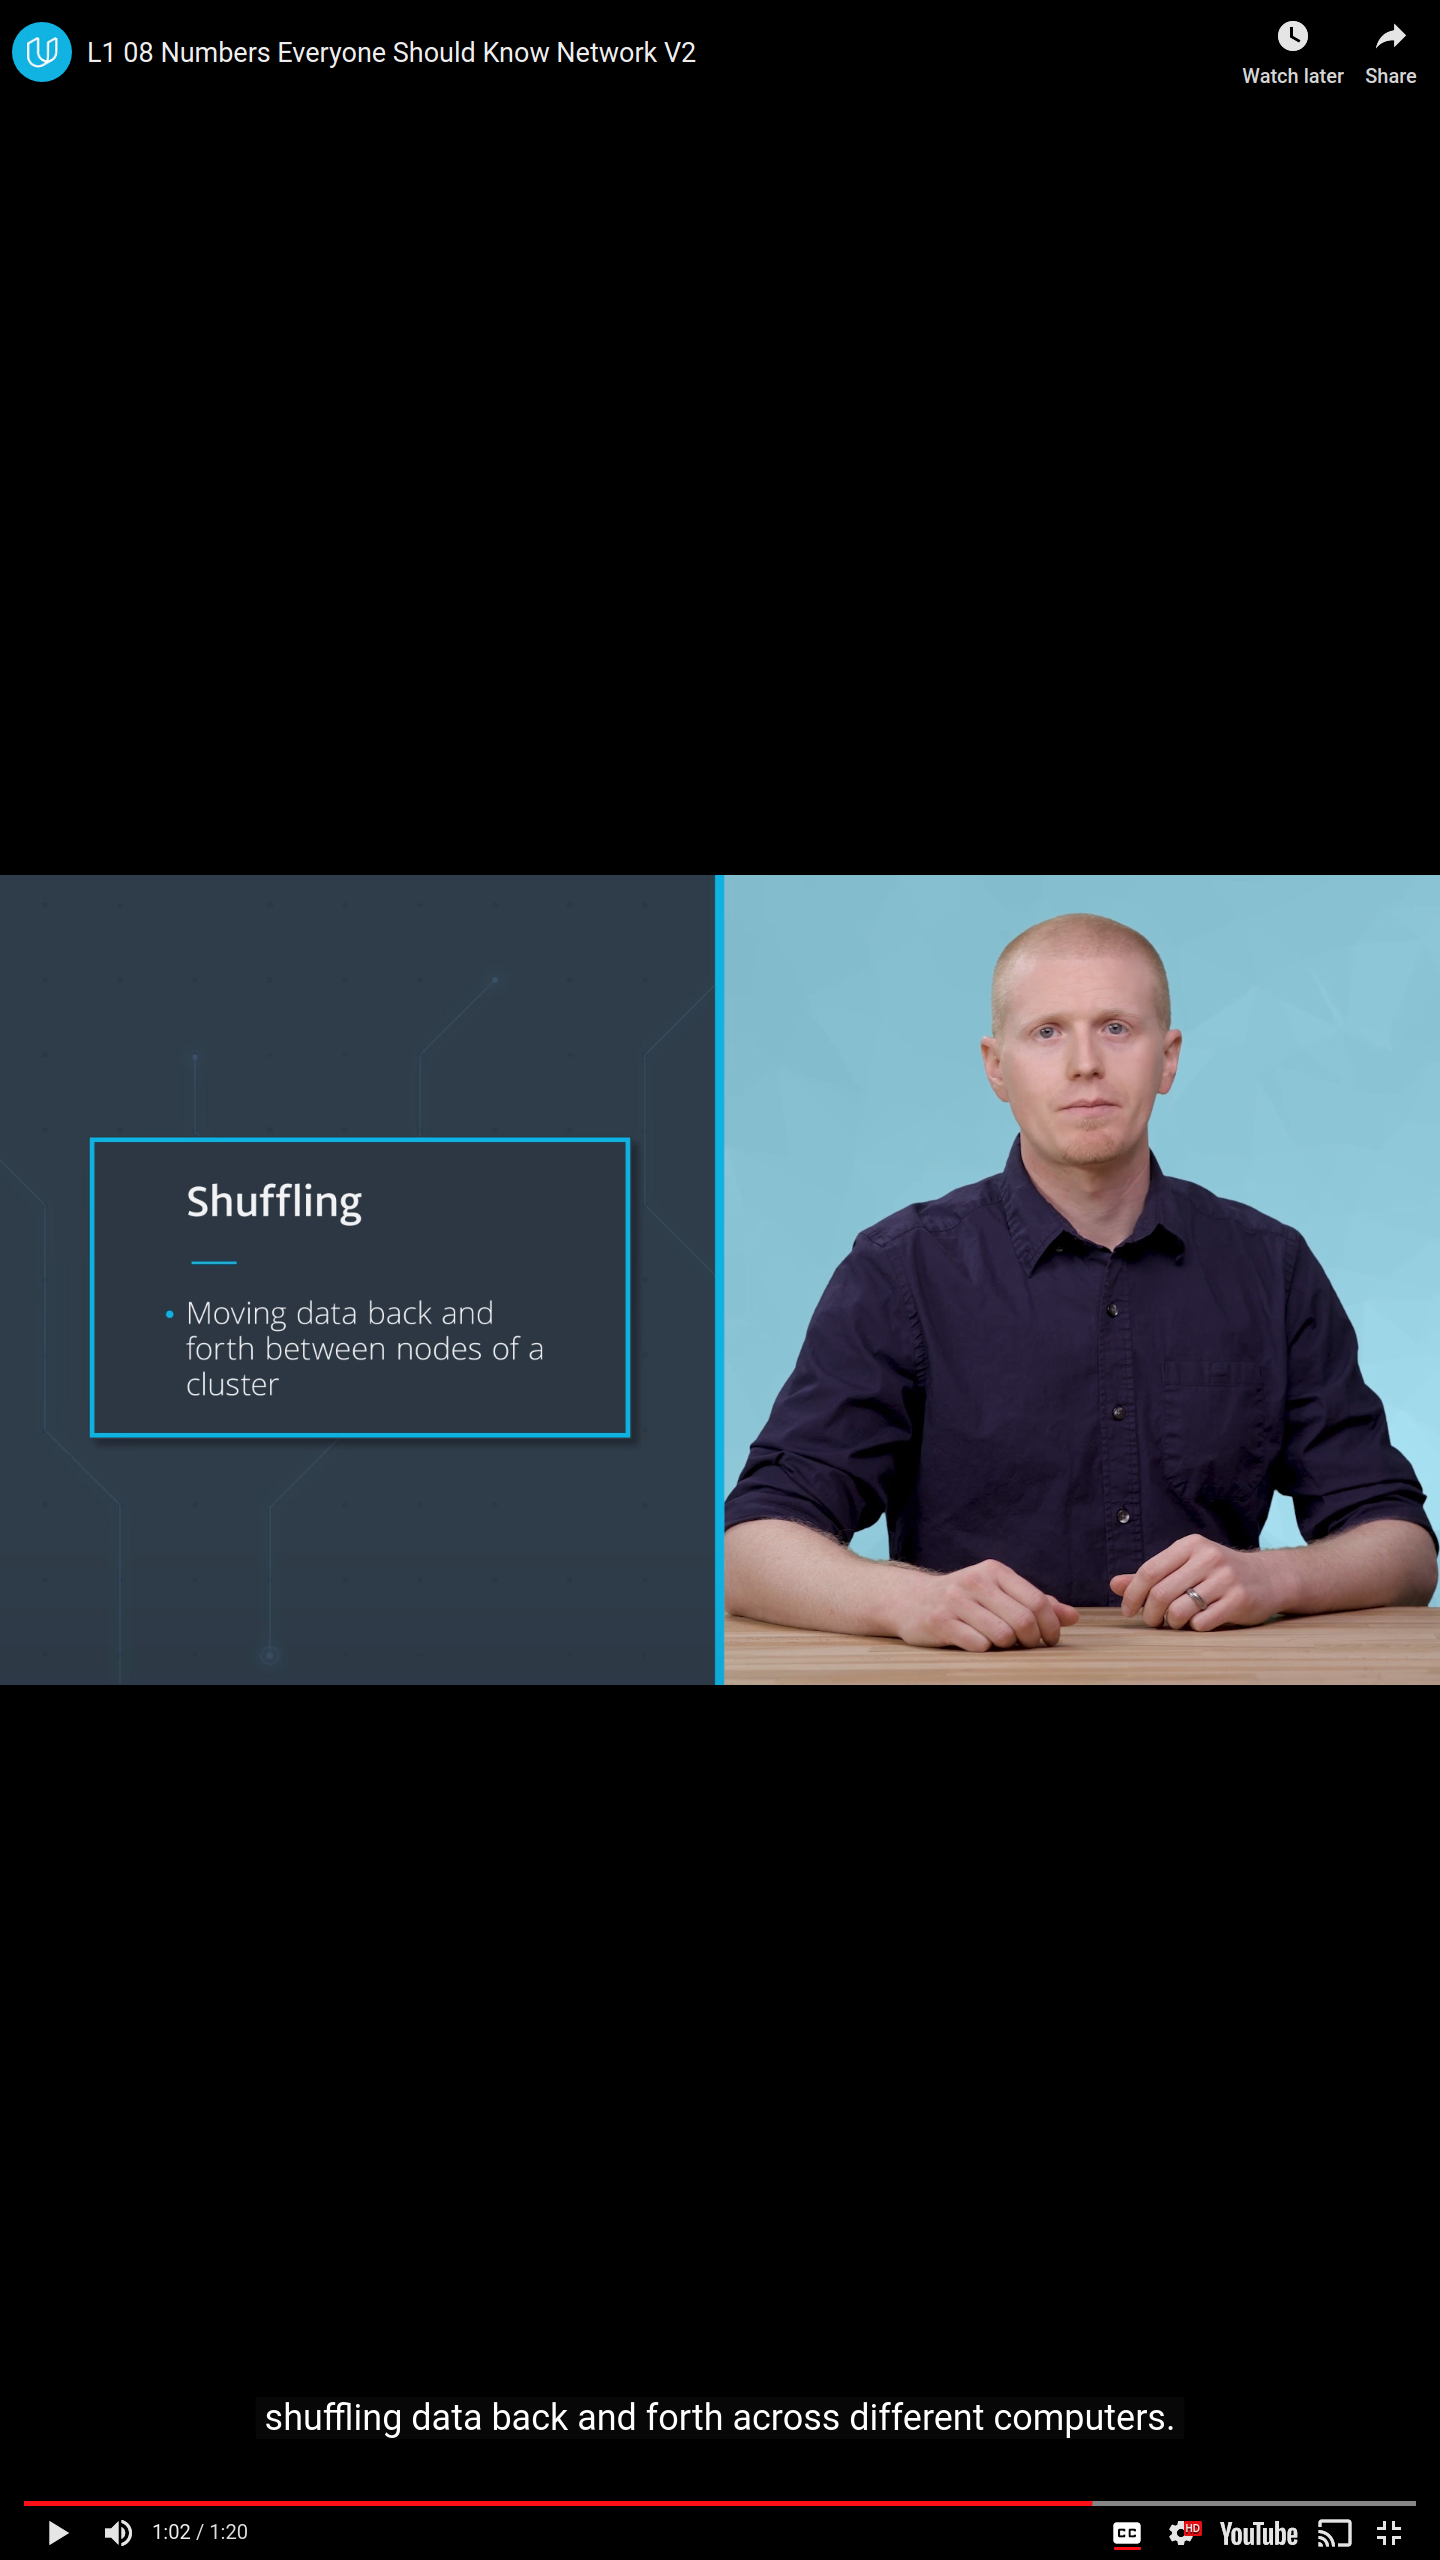 L1 08 Numbers Everyone Should Know Network V2
Watch later
Share
Shuffling
• Moving data back and
forth between nodes of a
cluster
shuffling data back and forth across different computers.
1:02 / 1:20
CC
HD
YouTube